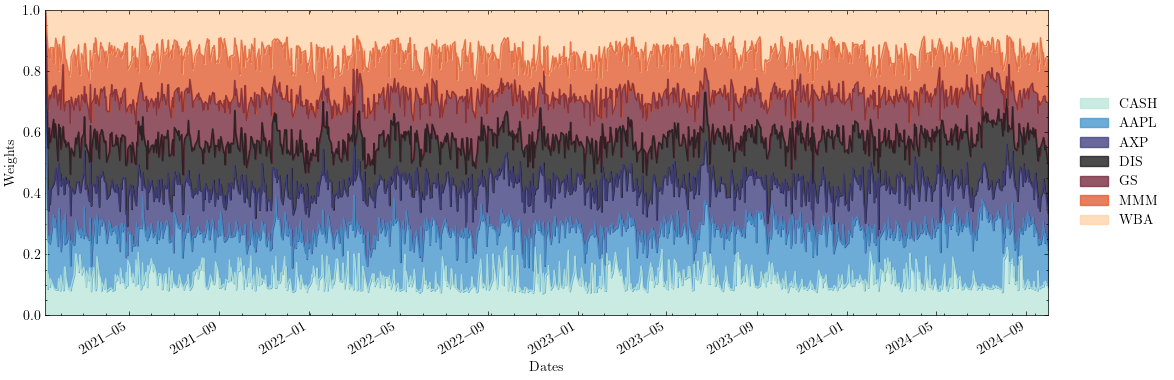 1.0
0.8
0.6
0.4
0.2
0.0
Weights
2021−05
2021−09
2022−01
2022−05
2022−09
2023−01
2023−05
2023−09
2024−01
2024−05
2024−09
Dates
CASH
AAPL
AXP
DIS
GS
MMM
WBA